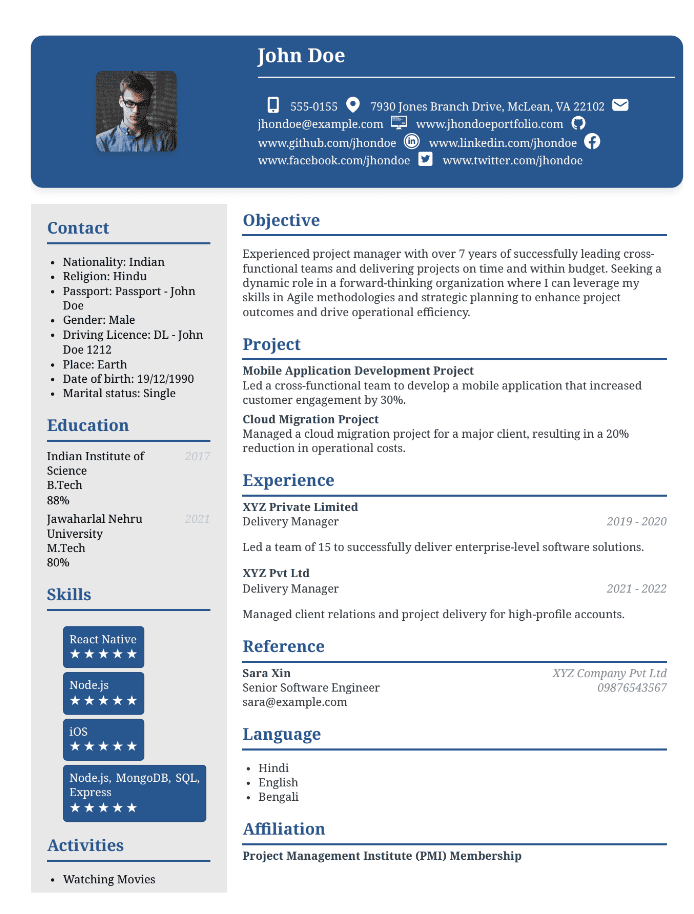 John Doe
555-0155 7930 Jones Branch Drive, McLean, VA 22102
jhondoe@example.com www.jhondoeportfolio.com
www.github.com/jhondoe www.linkedin.com/jhondoe
www.facebook.com/jhondoe www.twitter.com/jhondoe
Contact
• Nationality: Indian
• Religion: Hindu
• Passport: Passport - John
Doe
• Gender: Male
• Driving Licence: DL - John
Doe 1212
• Place: Earth
• Date of birth: 19/12/1990
• Marital status: Single
Education
Indian Institute of 2017
Science
B.Tech
88%
Jawaharlal Nehru 2021
University
M.Tech
80%
Skills
React Native
★ ★ ★ ★ ★
Node.js
★ ★ ★ ★ ★
iOS
★ ★ ★ ★ ★
Node.js, MongoDB, SQL,
Express
★ ★ ★ ★ ★
Activities
• Watching Movies
Objective
Experienced project manager with over 7 years of successfully leading cross-
functional teams and delivering projects on time and within budget. Seeking a
dynamic role in a forward-thinking organization where I can leverage my
skills in Agile methodologies and strategic planning to enhance project
outcomes and drive operational efficiency.
Project
Mobile Application Development Project
Led a cross-functional team to develop a mobile application that increased
customer engagement by 30%.
Cloud Migration Project
Managed a cloud migration project for a major client, resulting in a 20%
reduction in operational costs.
Experience
XYZ Private Limited
Delivery Manager 2019 - 2020
Led a team of 15 to successfully deliver enterprise-level software solutions.
XYZ Pvt Ltd
Delivery Manager 2021 - 2022
Managed client relations and project delivery for high-profile accounts.
Reference
Sara Xin XYZ Company Pvt Ltd
Senior Software Engineer 09876543567
sara@example.com
Language
• Hindi
• English
• Bengali
Affiliation
Project Management Institute (PMI) Membership